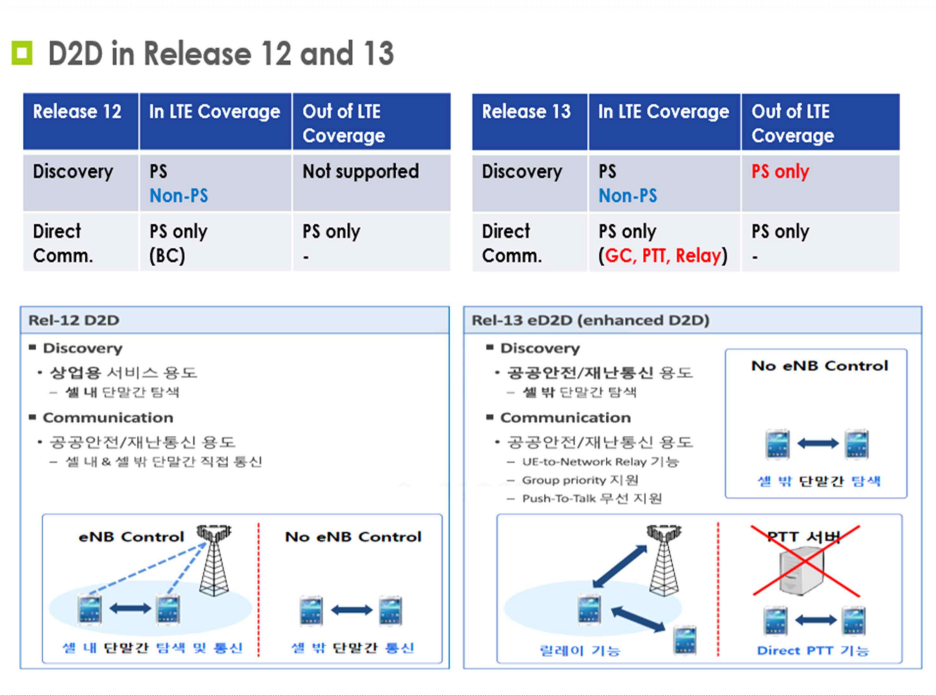 D2D in Release 12 and 13
Release 12 In LTE Coverage Out of LTE
Coverage
Discovery PS Not supported
Non-PS
Direct PS only PS only
Comm. (BC) -
Release 13 In LTE Coverage Out of LTE
Coverage
Discovery PS PS only
Non-PS
Direct PS only PS only
Comm. (GC, PTT, Relay) -
Rel-12 D2D
▪ Discovery
• 상업용 서비스 용도
– 셀 내 단말간 탐색
▪ Communication
• 공공안전/재난통신 용도
– 셀 내 & 셀 밖 단말간 직접 통신
eNB Control No eNB Control
셀 내 단말간 탐색 및 통신 셀 밖 단말간 통신
Rel-13 eD2D (enhanced D2D)
▪ Discovery
• 공공안전/재난통신 용도
– 셀 밖 단말간 탐색
▪ Communication
• 공공안전/재난통신 용도
– UE-to-Network Relay 기능
– Group priority 지원
– Push-To-Talk 무선 지원
No eNB Control
셀 밖 단말간 탐색
PTT 서버
릴레이 기능 Direct PTT 기능